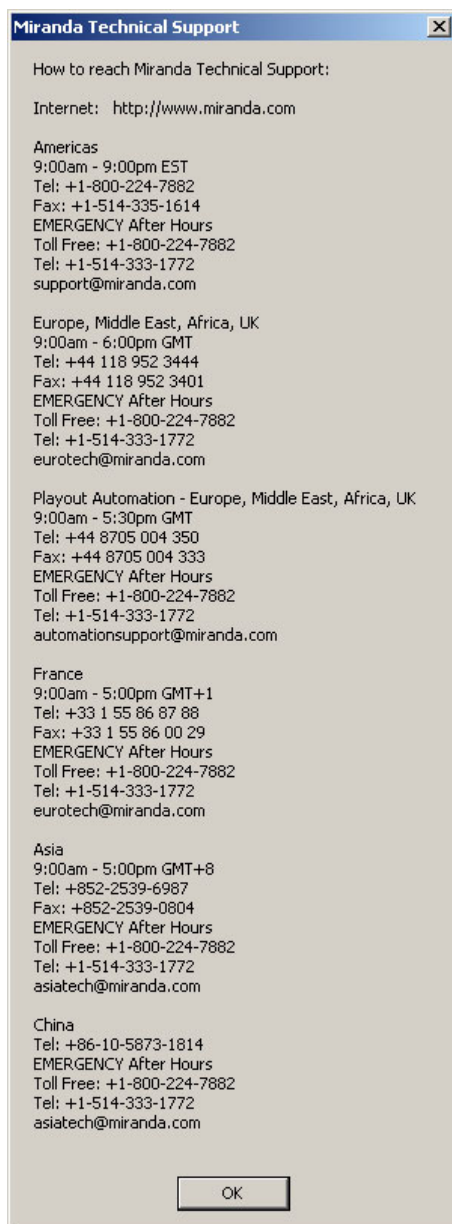 Miranda Technical Support
How to reach Miranda Technical Support:
Internet: http://www.miranda.com
Americas
9:00am - 9:00pm EST
Tel: +1-800-224-7882
Fax: +1-514-335-1614
EMERGENCY After Hours
Toll Free: +1-800-224-7882
Tel: +1-514-333-1772
support@miranda.com
Europe, Middle East, Africa, UK
9:00am - 6:00pm GMT
Tel: +44 118 952 3444
Fax: +44 118 952 3401
EMERGENCY After Hours
Toll Free: +1-800-224-7882
Tel: +1-514-333-1772
eurotech@miranda.com
Playout Automation - Europe, Middle East, Africa, UK
9:00am - 5:30pm GMT
Tel: +44 8705 004 350
Fax: +44 8705 004 333
EMERGENCY After Hours
Toll Free: +1-800-224-7882
Tel: +1-514-333-1772
automationsupport@miranda.com
France
9:00am - 5:00pm GMT+1
Tel: +33 1 55 86 87 88
Fax: +33 1 55 86 00 29
EMERGENCY After Hours
Toll Free: +1-800-224-7882
Tel: +1-514-333-1772
eurotech@miranda.com
Asia
9:00am - 5:00pm GMT+8
Tel: +852-2539-6987
Fax: +852-2539-0804
EMERGENCY After Hours
Toll Free: +1-800-224-7882
Tel: +1-514-333-1772
asiatech@miranda.com
China
Tel: +86-10-5873-1814
EMERGENCY After Hours
Toll Free: +1-800-224-7882
Tel: +1-514-333-1772
asiatech@miranda.com
OK